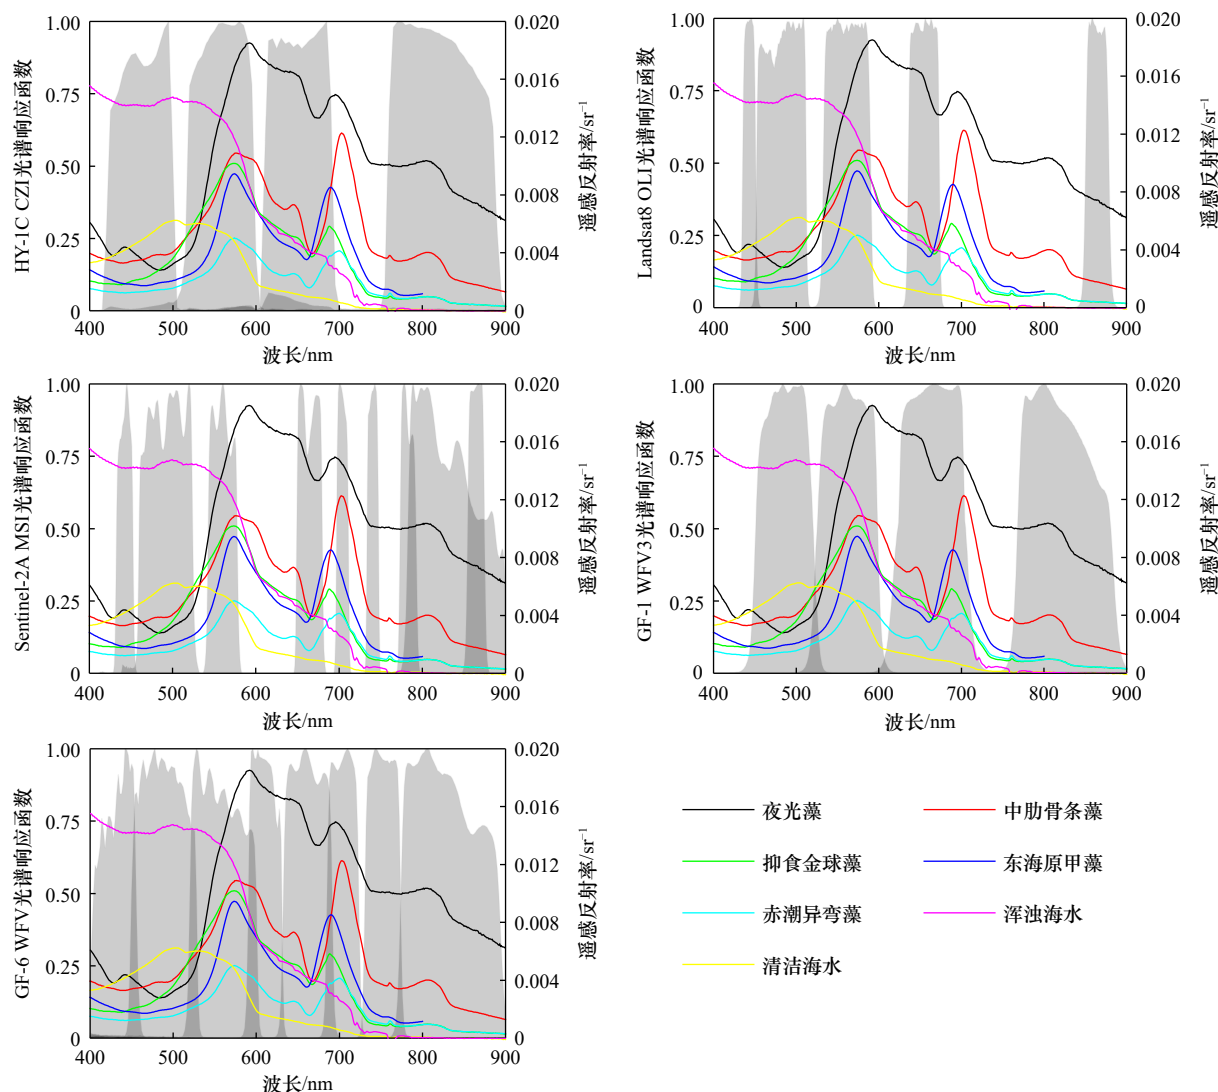 1.00
0.75
0.50
0.25
0
HY-1C CZI光谱响应函数
0.020
0.016
0.012
0.008
0.004
0
遥感反射率/sr⁻¹
400 500 600 700 800 900
波长/nm
1.00
0.75
0.50
0.25
0
Landsat8 OLI光谱响应函数
0.020
0.016
0.012
0.008
0.004
0
遥感反射率/sr⁻¹
400 500 600 700 800 900
波长/nm
1.00
0.75
0.50
0.25
0
Sentinel-2A MSI光谱响应函数
0.020
0.016
0.012
0.008
0.004
0
遥感反射率/sr⁻¹
400 500 600 700 800 900
波长/nm
1.00
0.75
0.50
0.25
0
GF-1 WFV3光谱响应函数
0.020
0.016
0.012
0.008
0.004
0
遥感反射率/sr⁻¹
400 500 600 700 800 900
波长/nm
1.00
0.75
0.50
0.25
0
GF-6 WFV光谱响应函数
0.020
0.016
0.012
0.008
0.004
0
遥感反射率/sr⁻¹
400 500 600 700 800 900
波长/nm
夜光藻 中肋骨条藻
抑食金球藻 东海原甲藻
赤潮异弯藻 浑浊海水
清洁海水